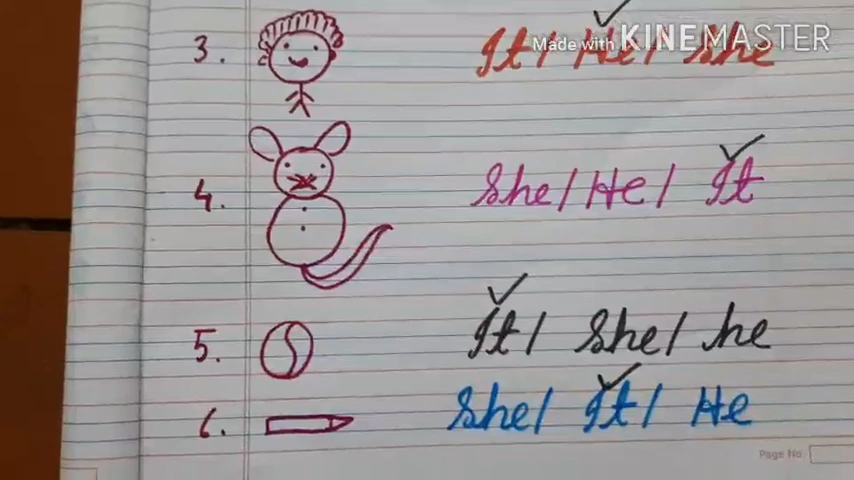 3. It/ He/ She
Made with KINEMASTER
4. She/ He/ It
5. It/ She/ he
6. She/ It/ He
Page No